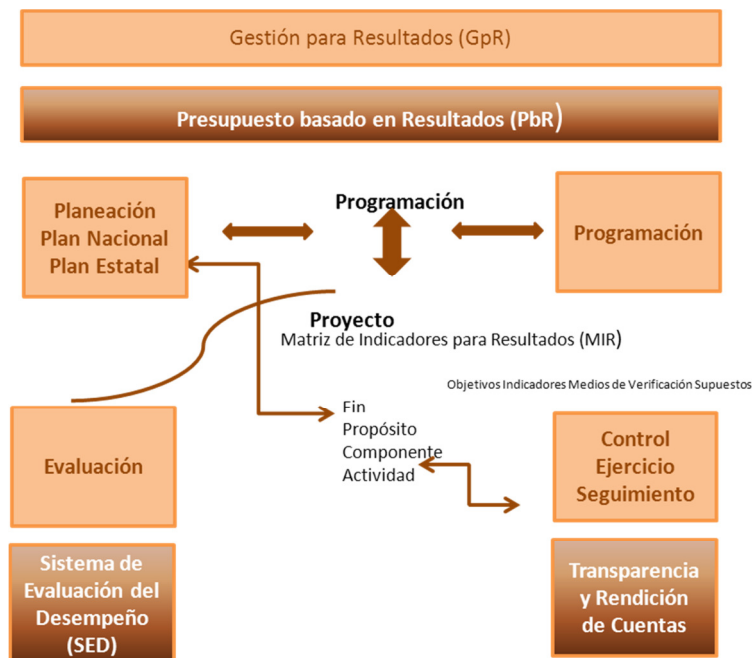 Gestión para Resultados (GpR)
Presupuesto basado en Resultados (PbR)
Planeación
Plan Nacional
Plan Estatal
Programación
Programación
Proyecto
Matriz de Indicadores para Resultados (MIR)
Objetivos Indicadores Medios de Verificación Supuestos
Fin
Propósito
Componente
Actividad
Evaluación
Control
Ejercicio
Seguimiento
Sistema de
Evaluación del
Desempeño
(SED)
Transparencia
y Rendición
de Cuentas